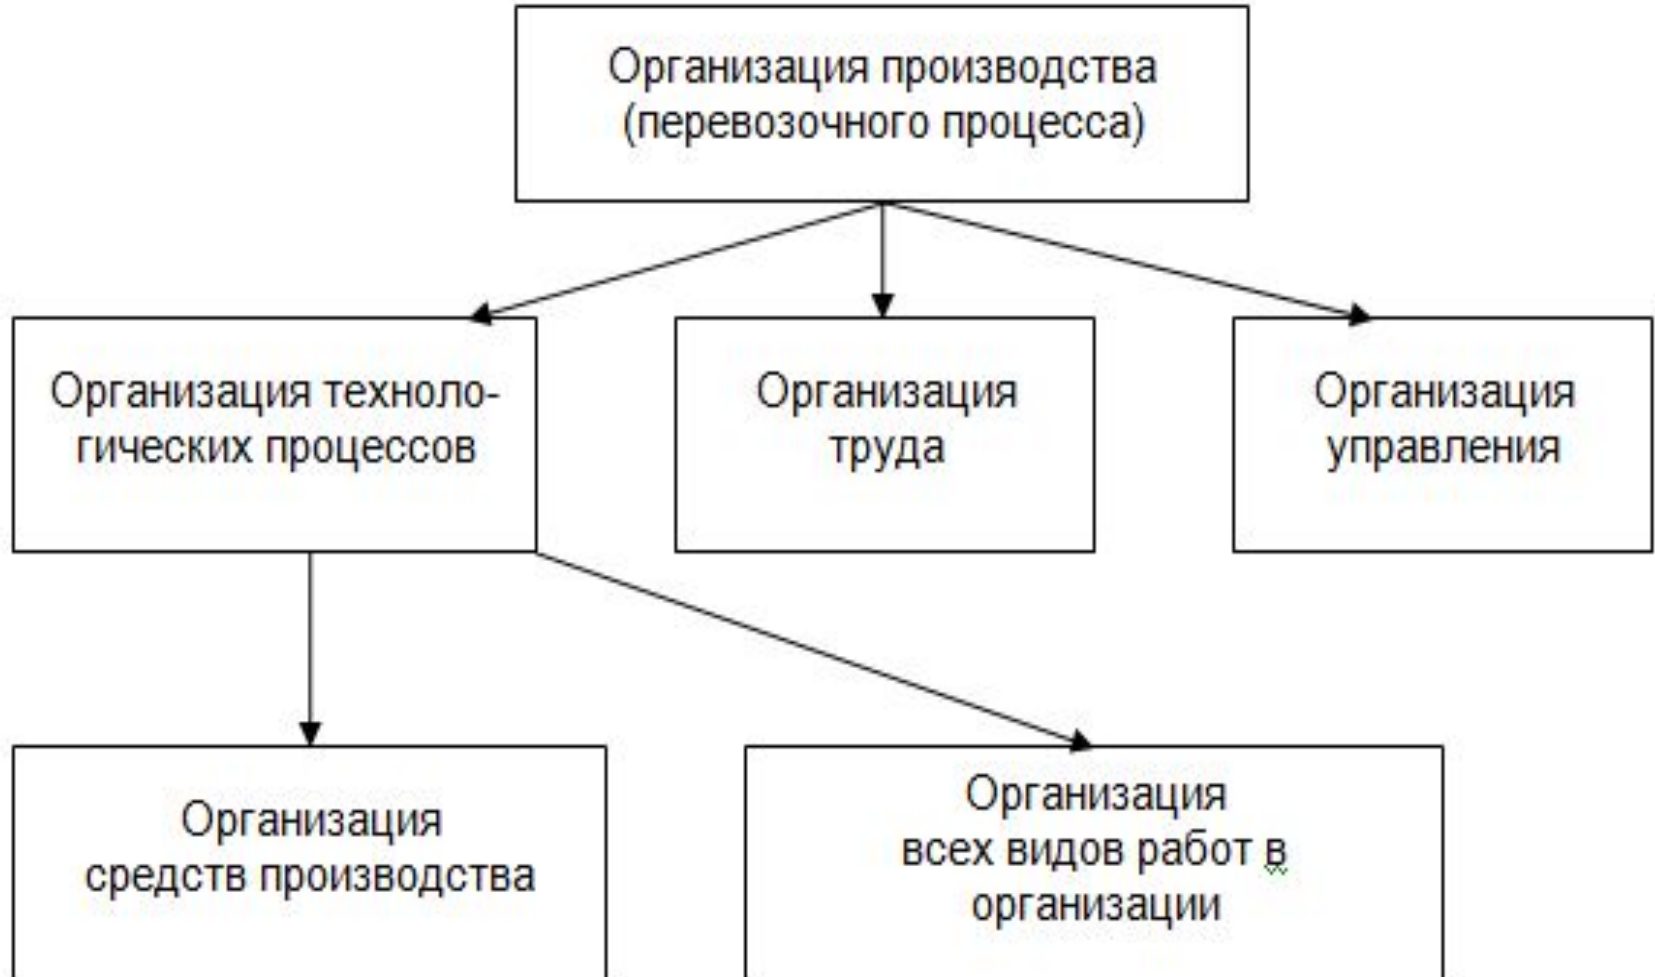 Организация производства
(перевозочного процесса)
Организация техноло-
гических процессов
Организация
труда
Организация
управления
Организация
средств производства
Организация
всех видов работ в
организации